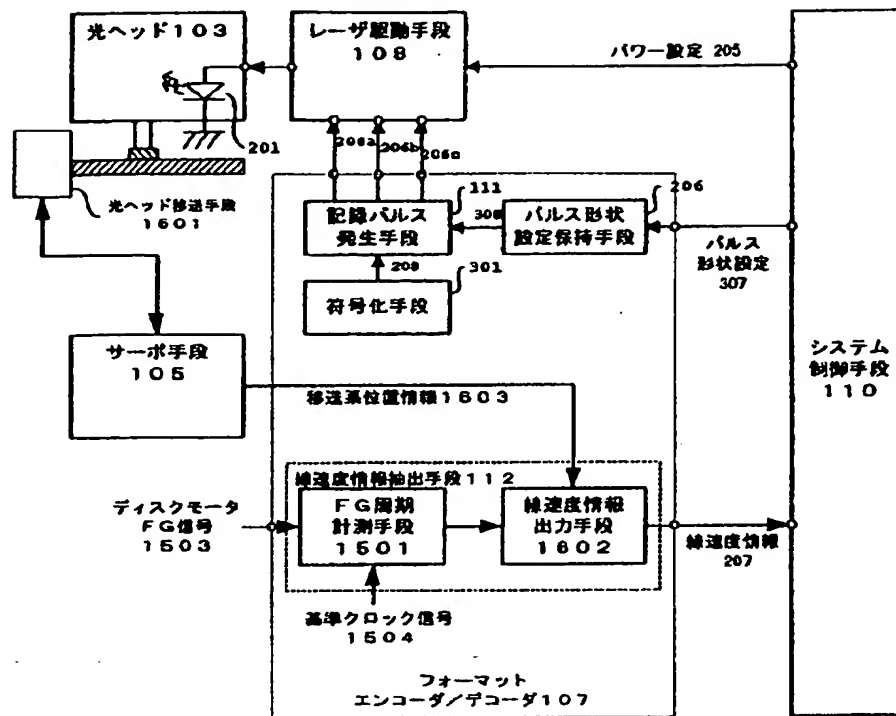 光ヘッド103
レーザ駆動手段
108
パワー設定 205
201
206a
206b
光ヘッド移送手段
1601
111
206
記録パルス
発生手段
308
パルス形状
設定保持手段
パルス
形状設定
307
301
符号化手段
サーボ手段
105
システム
制御手段
110
移送系位置情報1603
線速度情報抽出手段112
ディスクモータ
FG信号
1503
FG周期
計測手段
1501
線速度情報
出力手段
1602
線速度情報
207
基準クロック信号
1504
フォーマット
エンコーダ/デコーダ107